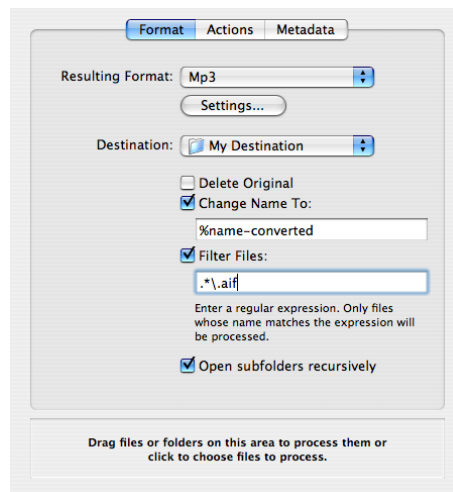 Format Actions Metadata
Resulting Format: Mp3
Settings...
Destination: My Destination
Delete Original
Change Name To:
%name-converted
Filter Files:
.*\.aif
Enter a regular expression. Only files
whose name matches the expression will
be processed.
Open subfolders recursively
Drag files or folders on this area to process them or
click to choose files to process.